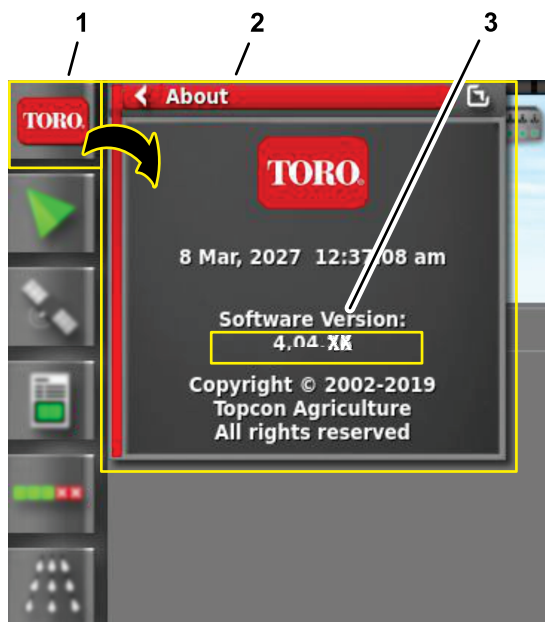 1
2
3
TORO
About
TORO
8 Mar, 2027 12:37:08 am
Software Version:
4.04.XX
Copyright © 2002-2019
Topcon Agriculture
All rights reserved